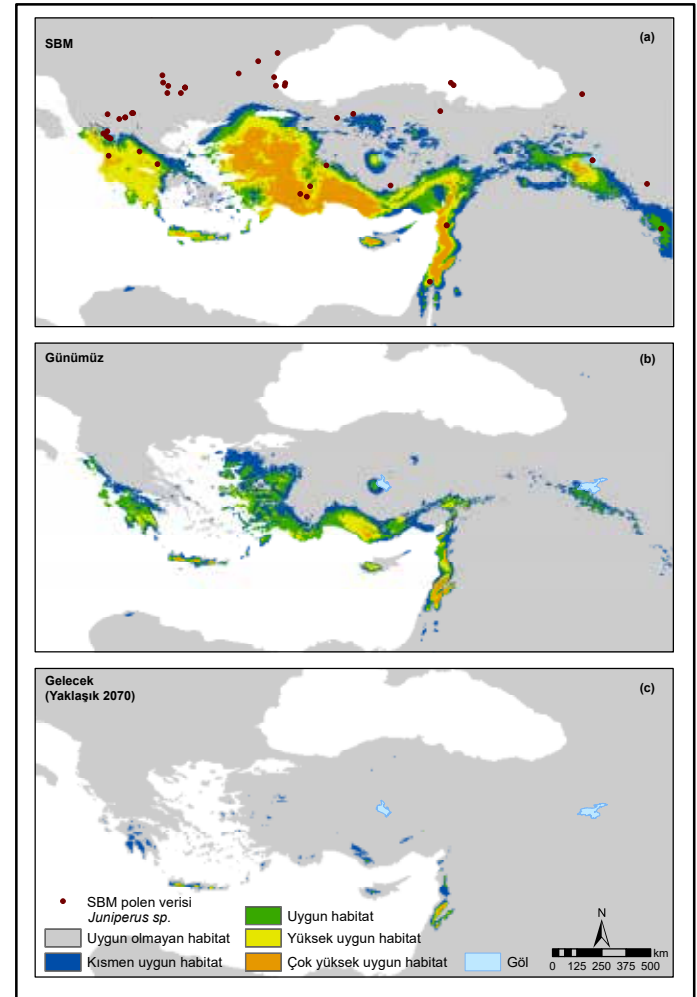 SBM
(a)
Günümüz
(b)
Gelecek
(Yaklaşık 2070)
(c)
SBM polen verisi
Juniperus sp.
Uygun olmayan habitat
Kısmen uygun habitat
Uygun habitat
Yüksek uygun habitat
Çok yüksek uygun habitat
Göl
N
km
0 125 250 375 500